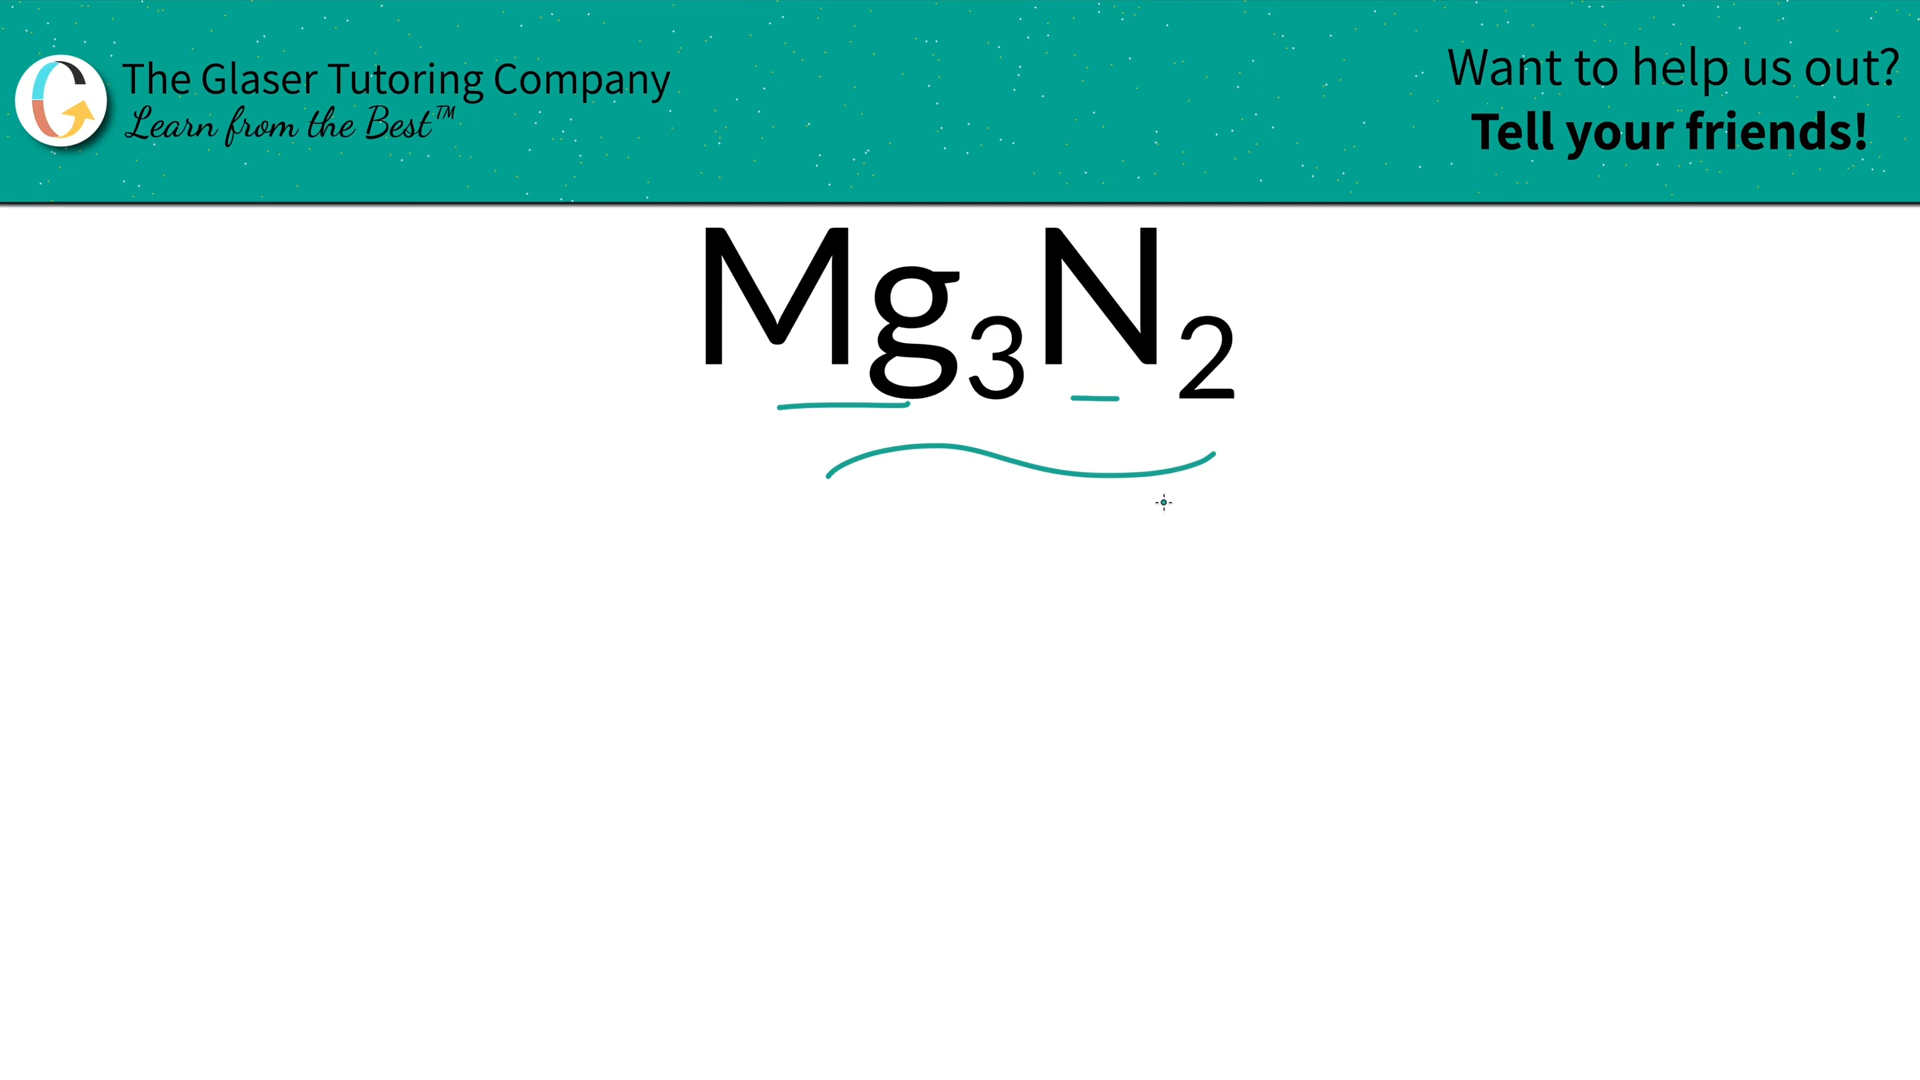 The Glaser Tutoring Company
Learn from the Best™
Want to help us out?
Tell your friends!
Mg₃N₂